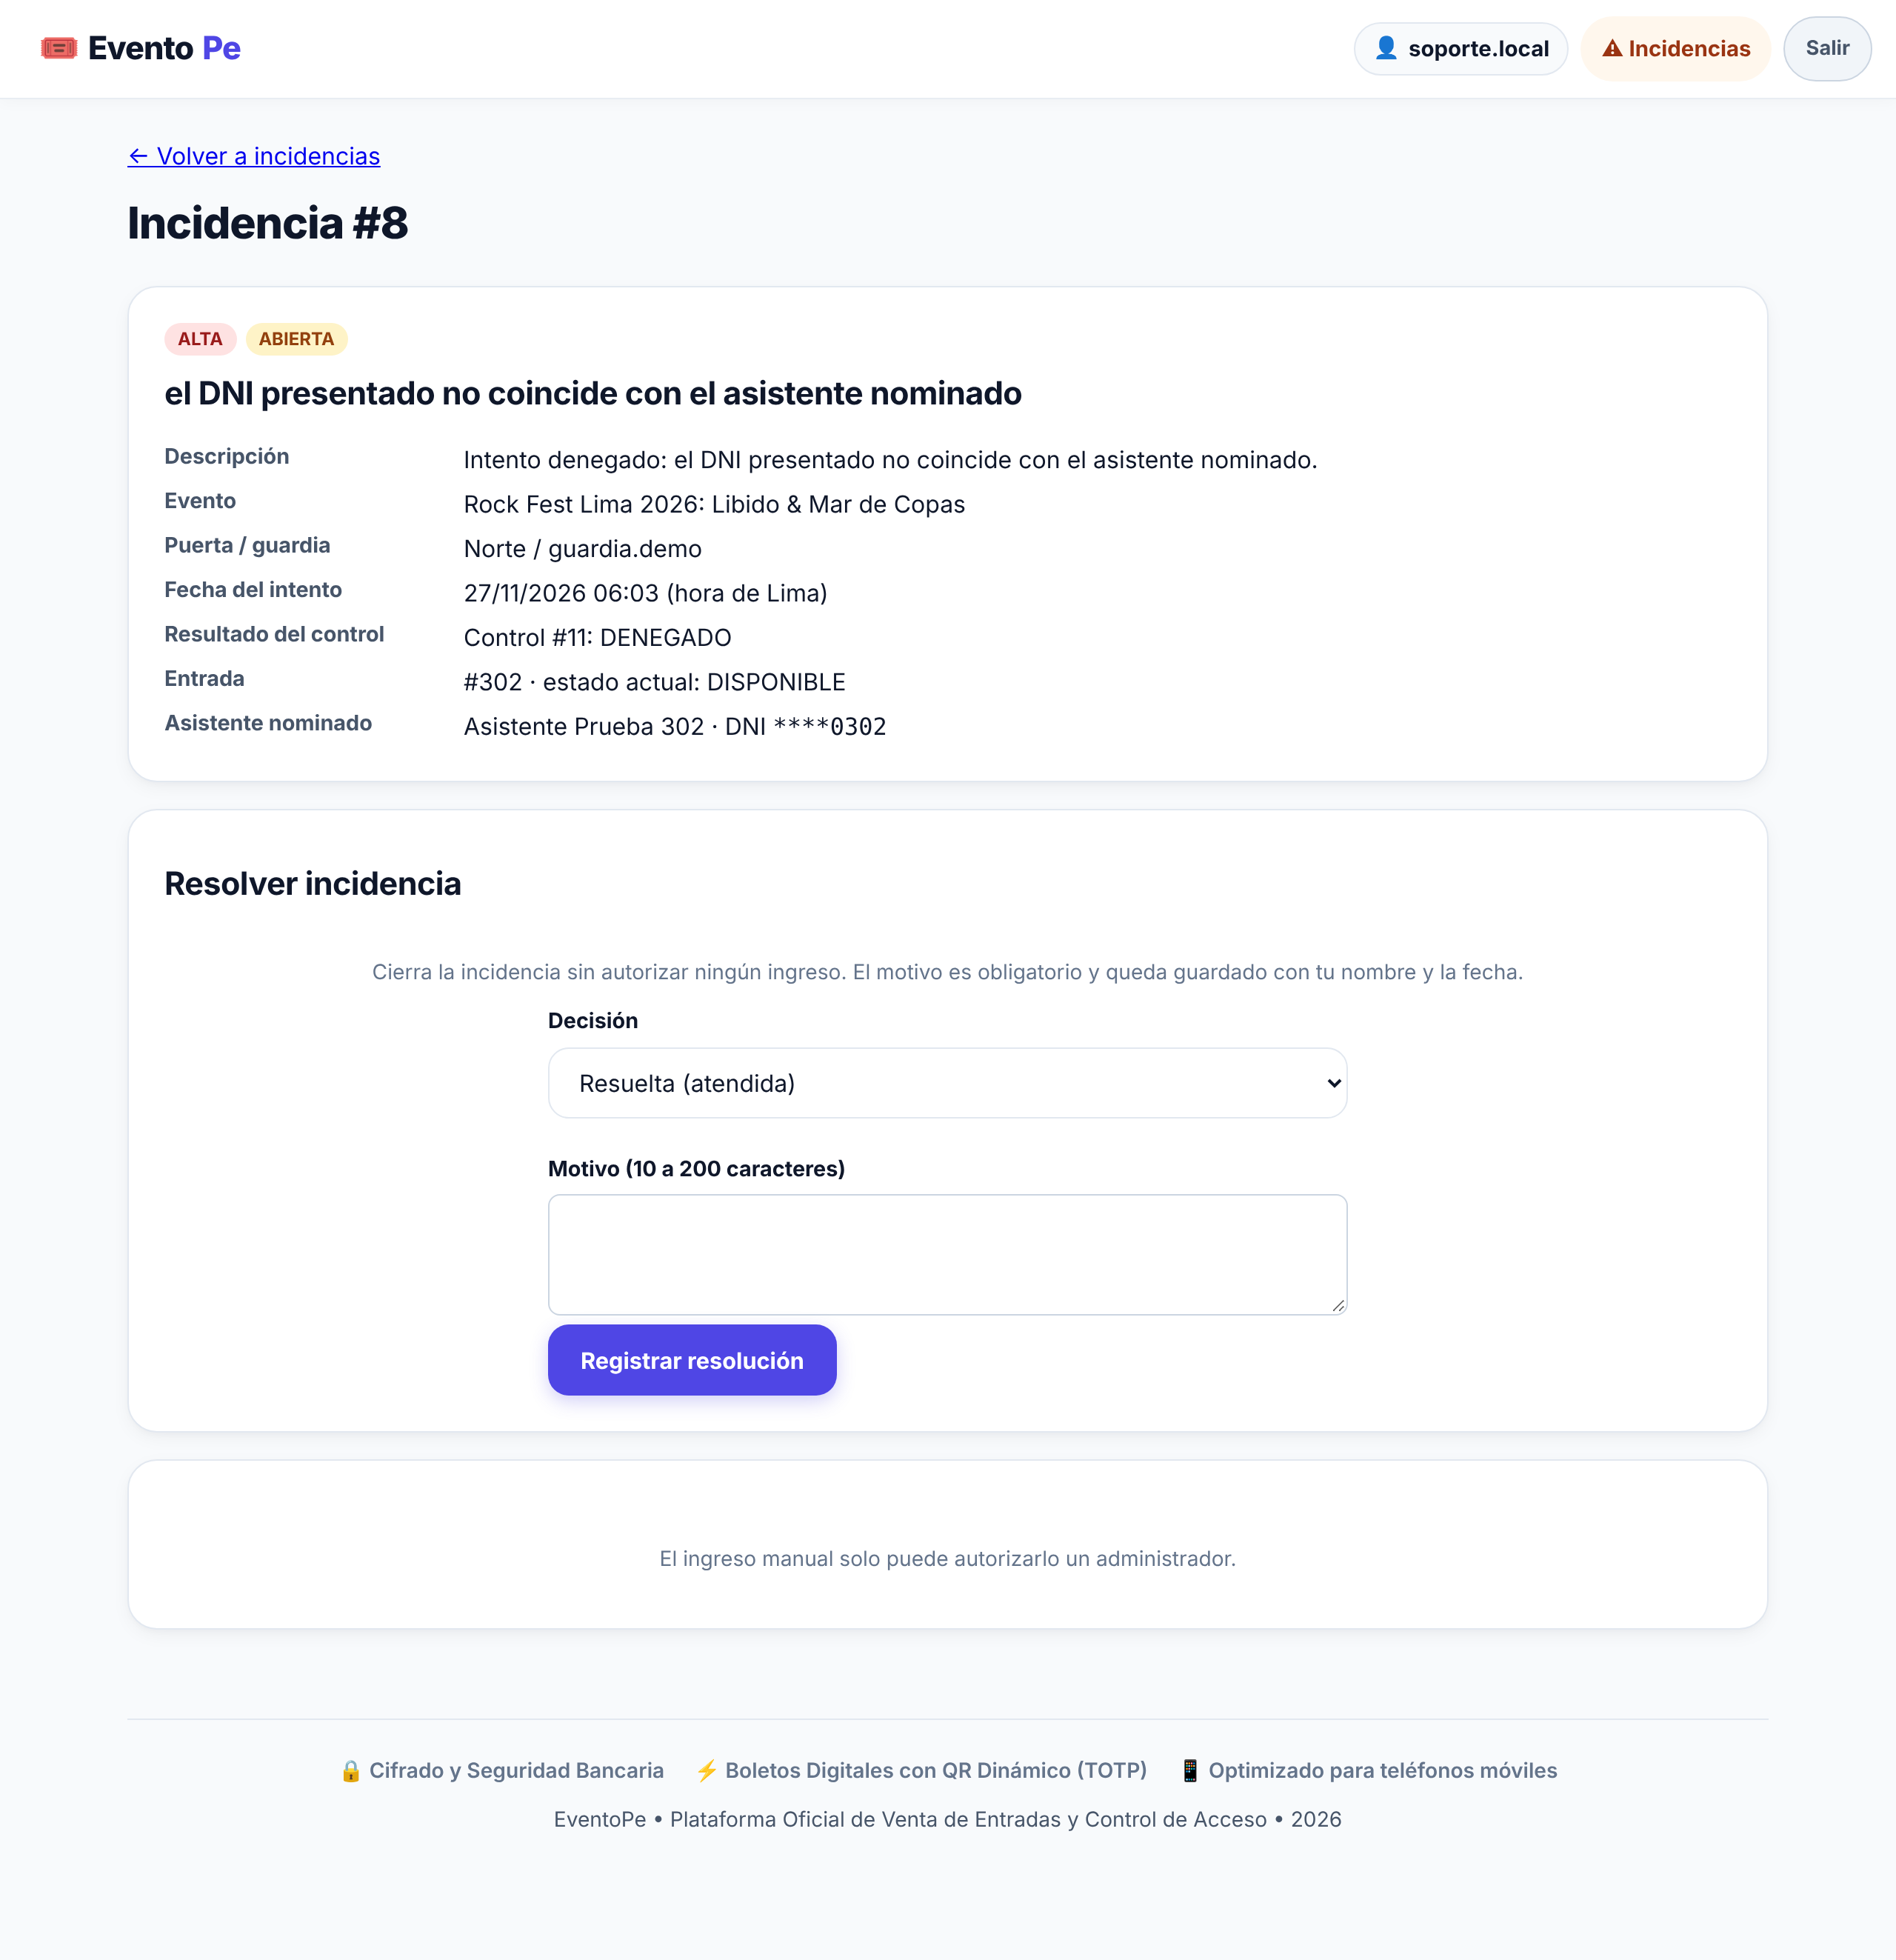 Evento Pe
soporte.local
Incidencias
Salir
← Volver a incidencias
Incidencia #8
ALTA ABIERTA
el DNI presentado no coincide con el asistente nominado
Descripción Intento denegado: el DNI presentado no coincide con el asistente nominado.
Evento Rock Fest Lima 2026: Libido & Mar de Copas
Puerta / guardia Norte / guardia.demo
Fecha del intento 27/11/2026 06:03 (hora de Lima)
Resultado del control Control #11: DENEGADO
Entrada #302 · estado actual: DISPONIBLE
Asistente nominado Asistente Prueba 302 · DNI ****0302
Resolver incidencia
Cierra la incidencia sin autorizar ningún ingreso. El motivo es obligatorio y queda guardado con tu nombre y la fecha.
Decisión
Resuelta (atendida)
Motivo (10 a 200 caracteres)
Registrar resolución
El ingreso manual solo puede autorizarlo un administrador.
Cifrado y Seguridad Bancaria Boletos Digitales con QR Dinámico (TOTP) Optimizado para teléfonos móviles
EventoPe • Plataforma Oficial de Venta de Entradas y Control de Acceso • 2026